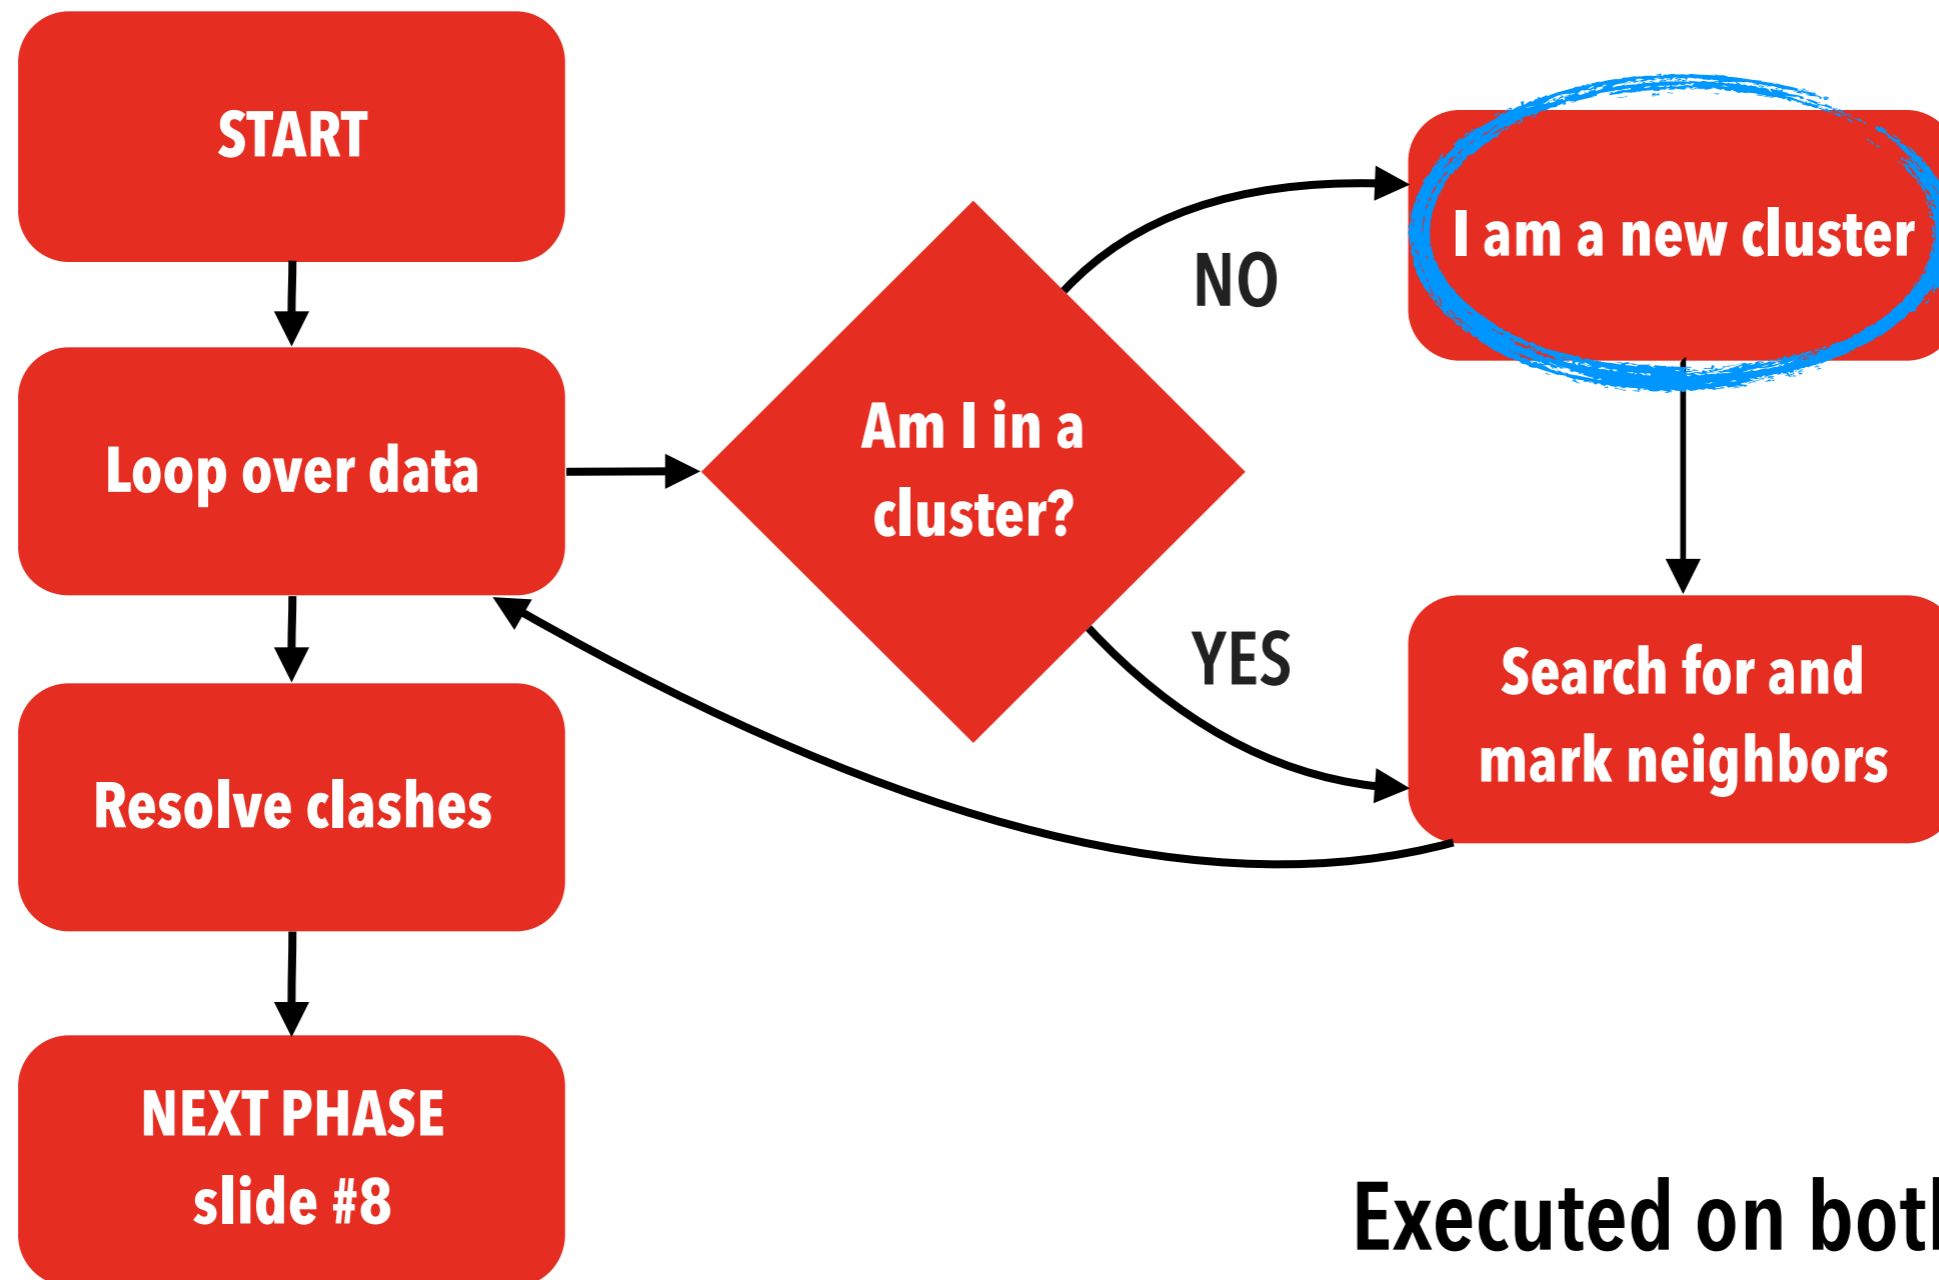 START
Loop over data
Resolve clashes
NEXT PHASE
slide #8
Am I in a
cluster?
NO
YES
I am a new cluster
Search for and
mark neighbors
Executed on